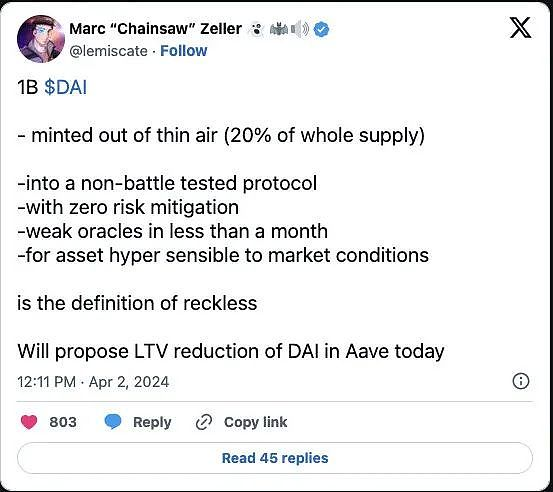 Marc “Chainsaw” Zeller
@lemiscate · Follow
1B $DAI
- minted out of thin air (20% of whole supply)
-into a non-battle tested protocol
-with zero risk mitigation
-weak oracles in less than a month
-for asset hyper sensible to market conditions
is the definition of reckless
Will propose LTV reduction of DAI in Aave today
12:11 PM · Apr 2, 2024
803 Reply Copy link
Read 45 replies